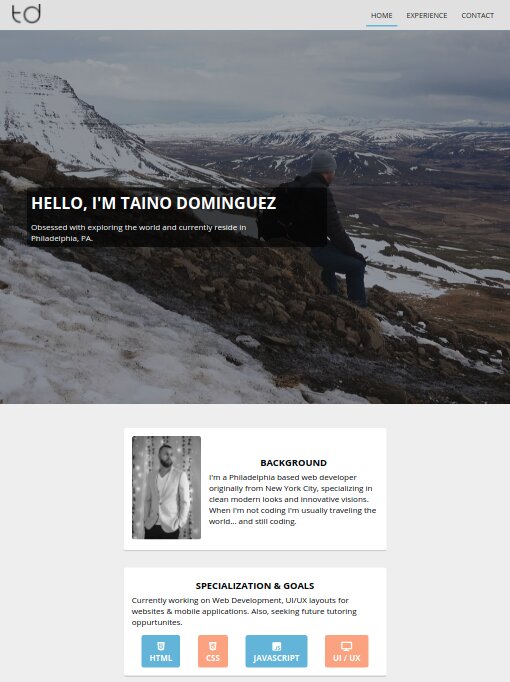 td
HOME EXPERIENCE CONTACT
HELLO, I'M TAINO DOMINGUEZ
Obsessed with exploring the world and currently reside in
Philadelphia, PA.
BACKGROUND
I'm a Philadelphia based web developer
originally from New York City, specializing in
clean modern looks and innovative visions.
When I'm not coding I'm usually traveling the
world... and still coding.
SPECIALIZATION & GOALS
Currently working on Web Development, UI/UX layouts for
websites & mobile applications. Also, seeking future tutoring
oppurtunites.
HTML CSS JAVASCRIPT UI / UX